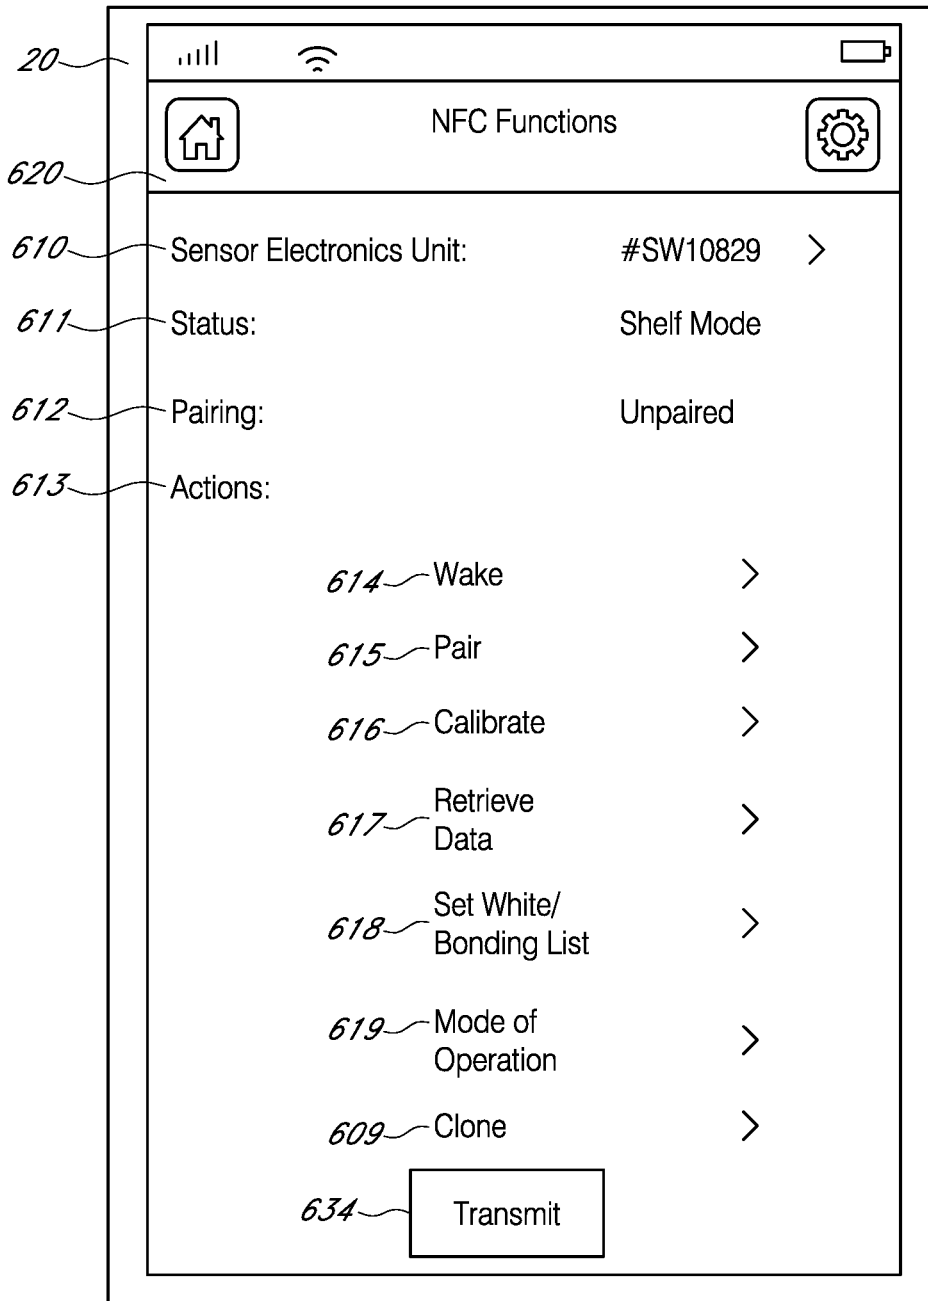 20
NFC Functions
620
610 Sensor Electronics Unit: #SW10829 >
611 Status: Shelf Mode
612 Pairing: Unpaired
613 Actions:
614 Wake >
615 Pair >
616 Calibrate >
617 Retrieve
Data >
618 Set White/
Bonding List >
619 Mode of
Operation >
609 Clone >
634 Transmit